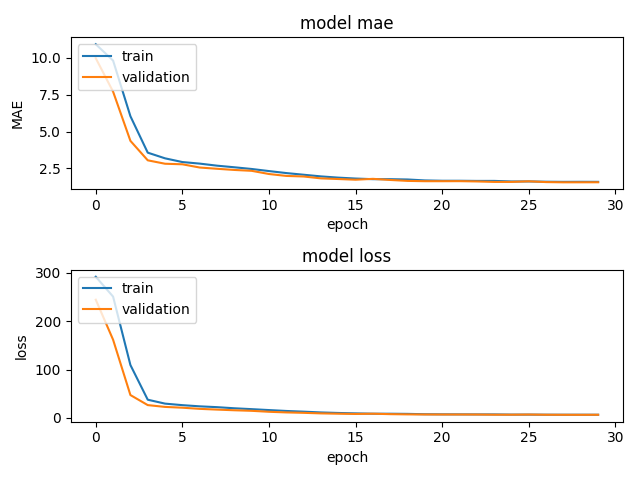 model mae
10.0
7.5
5.0
2.5
MAE
train
validation
0 5 10 15 20 25 30
epoch
model loss
300
200
100
0
loss
train
validation
0 5 10 15 20 25 30
epoch